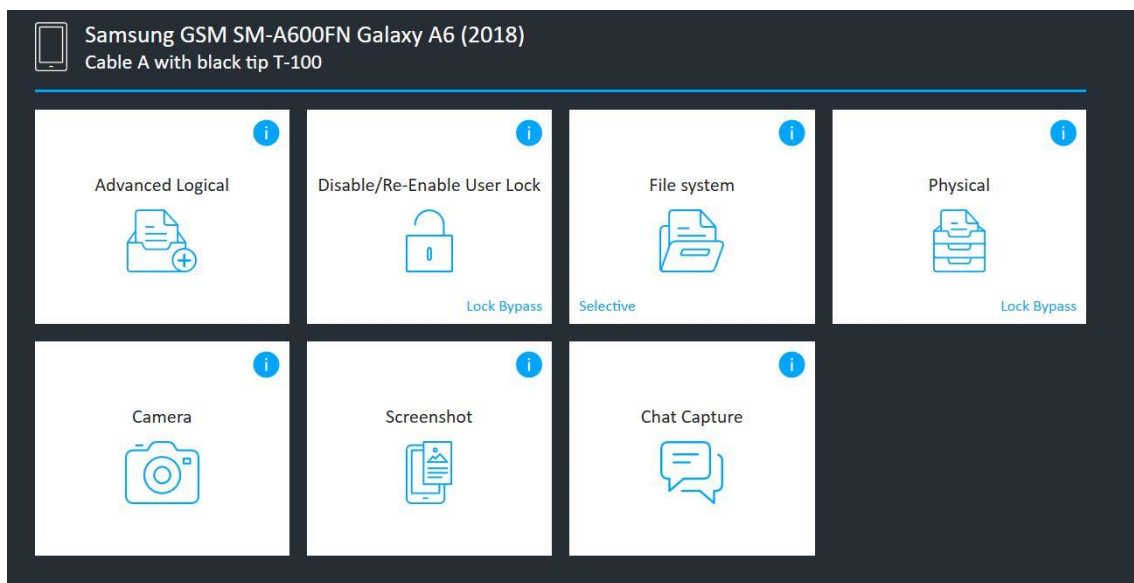 Samsung GSM SM-A600FN Galaxy A6 (2018)
Cable A with black tip T-100
i
Advanced Logical
i
Disable/Re-Enable User Lock
Lock Bypass
i
File system
Selective
i
Physical
Lock Bypass
i
Camera
i
Screenshot
i
Chat Capture